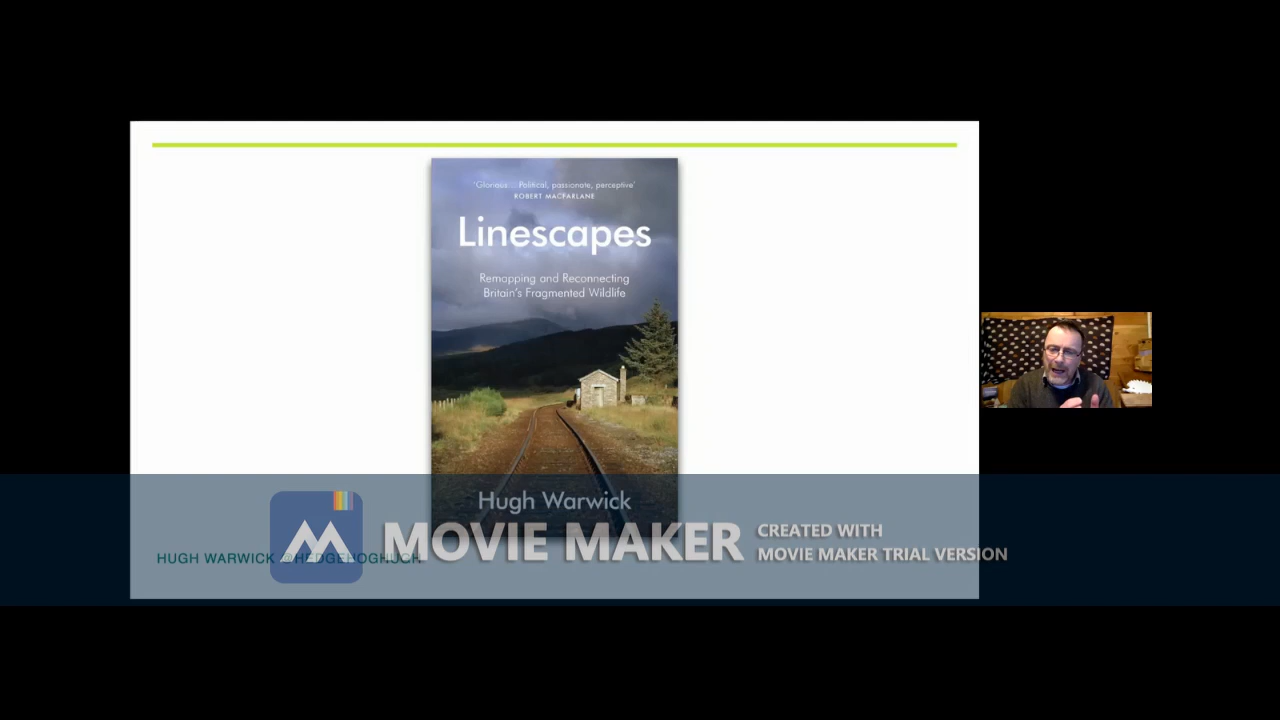 'Glorious... Political, passionate, perceptive'
ROBERT MACFARLANE
Linescapes
Remapping and Reconnecting
Britain's Fragmented Wildlife
Hugh Warwick
HUGH WARWICK @HEDGEHOGHUGH
MOVIE MAKER
CREATED WITH
MOVIE MAKER TRIAL VERSION